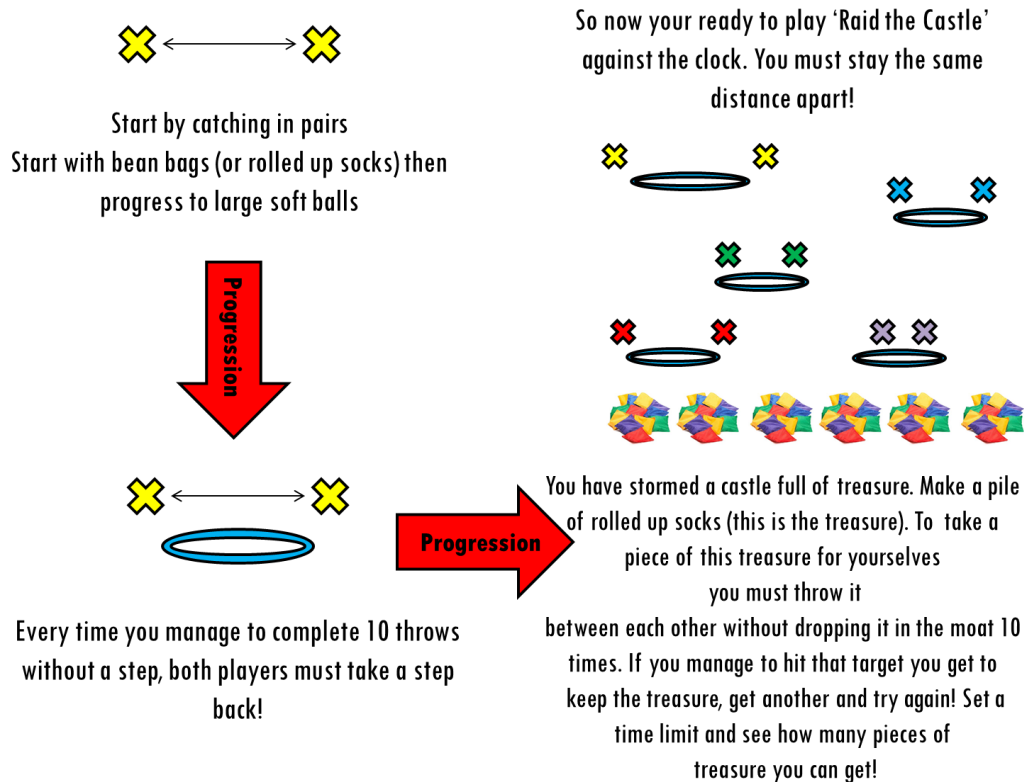 Start by catching in pairs
Start with bean bags (or rolled up socks) then
progress to large soft balls
Progression
Every time you manage to complete 10 throws
without a step, both players must take a step
back!
Progression
So now your ready to play ‘Raid the Castle’
against the clock. You must stay the same
distance apart!
You have stormed a castle full of treasure. Make a pile
of rolled up socks (this is the treasure). To take a
piece of this treasure for yourselves
you must throw it
between each other without dropping it in the moat 10
times. If you manage to hit that target you get to
keep the treasure, get another and try again! Set a
time limit and see how many pieces of
treasure you can get!